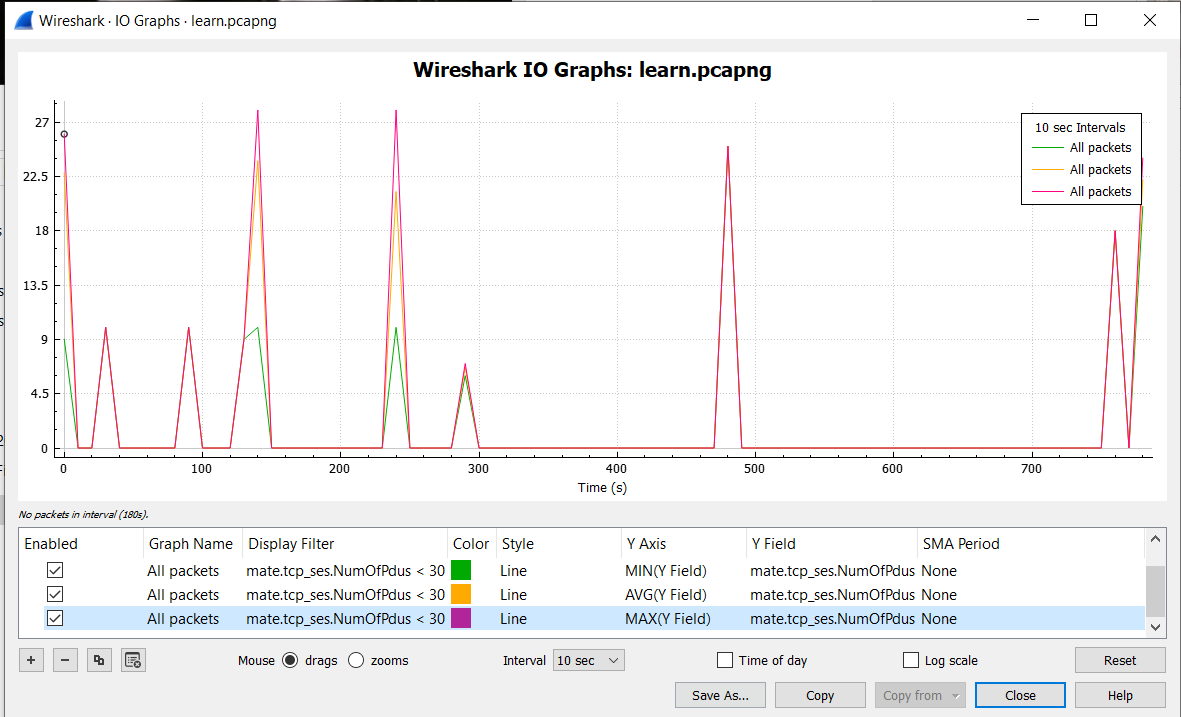 Wireshark · IO Graphs · learn.pcapng
Wireshark IO Graphs: learn.pcapng
27
22.5
18
13.5
9
4.5
0
10 sec Intervals
All packets
All packets
All packets
0 100 200 300 400 500 600 700
Time (s)
No packets in interval (180s).
Enabled Graph Name Display Filter Color Style Y Axis Y Field SMA Period
All packets mate.tcp_ses.NumOfPdus < 30 Line MIN(Y Field) mate.tcp_ses.NumOfPdus None
All packets mate.tcp_ses.NumOfPdus < 30 Line AVG(Y Field) mate.tcp_ses.NumOfPdus None
All packets mate.tcp_ses.NumOfPdus < 30 Line MAX(Y Field) mate.tcp_ses.NumOfPdus None
+ − Mouse drags zooms Interval 10 sec Time of day Log scale Reset
Save As... Copy Copy from Close Help